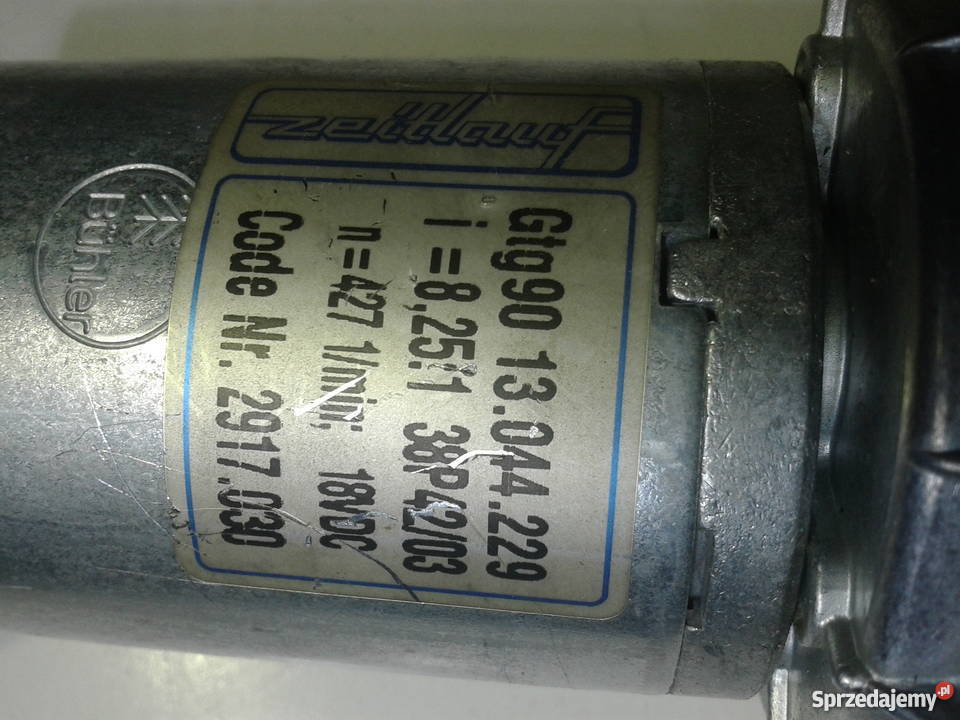 zeitlauf
Gtg90 13.044.229
i =8,25:1 38P42/03
n=427 1/min; 18VDC
Code Nr. 2917.030
Bühler
Sprzedajemy.pl